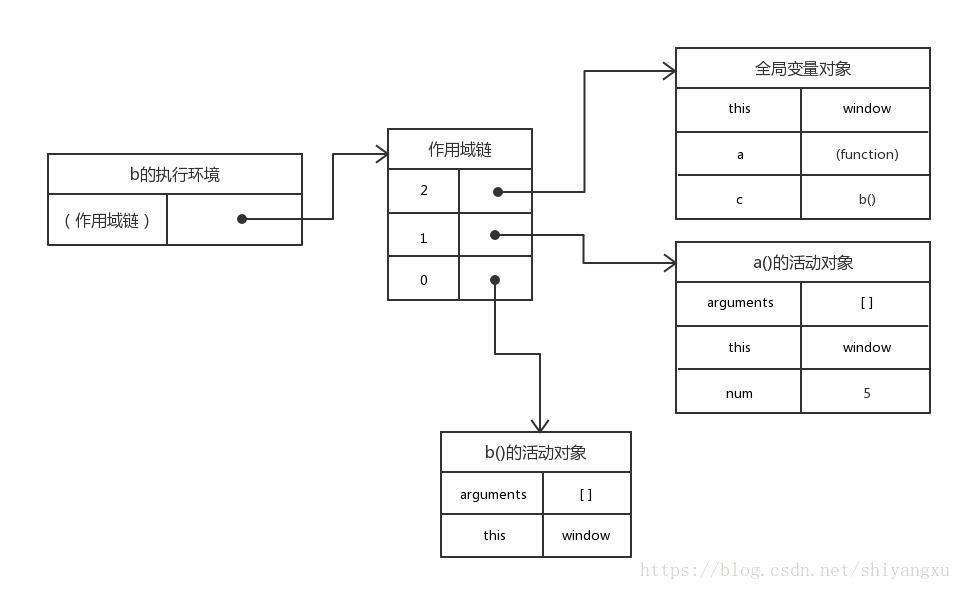 b的执行环境
（作用域链）
作用域链
2
1
0
全局变量对象
this window
a (function)
c b()
a()的活动对象
arguments [ ]
this window
num 5
b()的活动对象
arguments [ ]
this window
https://blog.csdn.net/shiyangxu